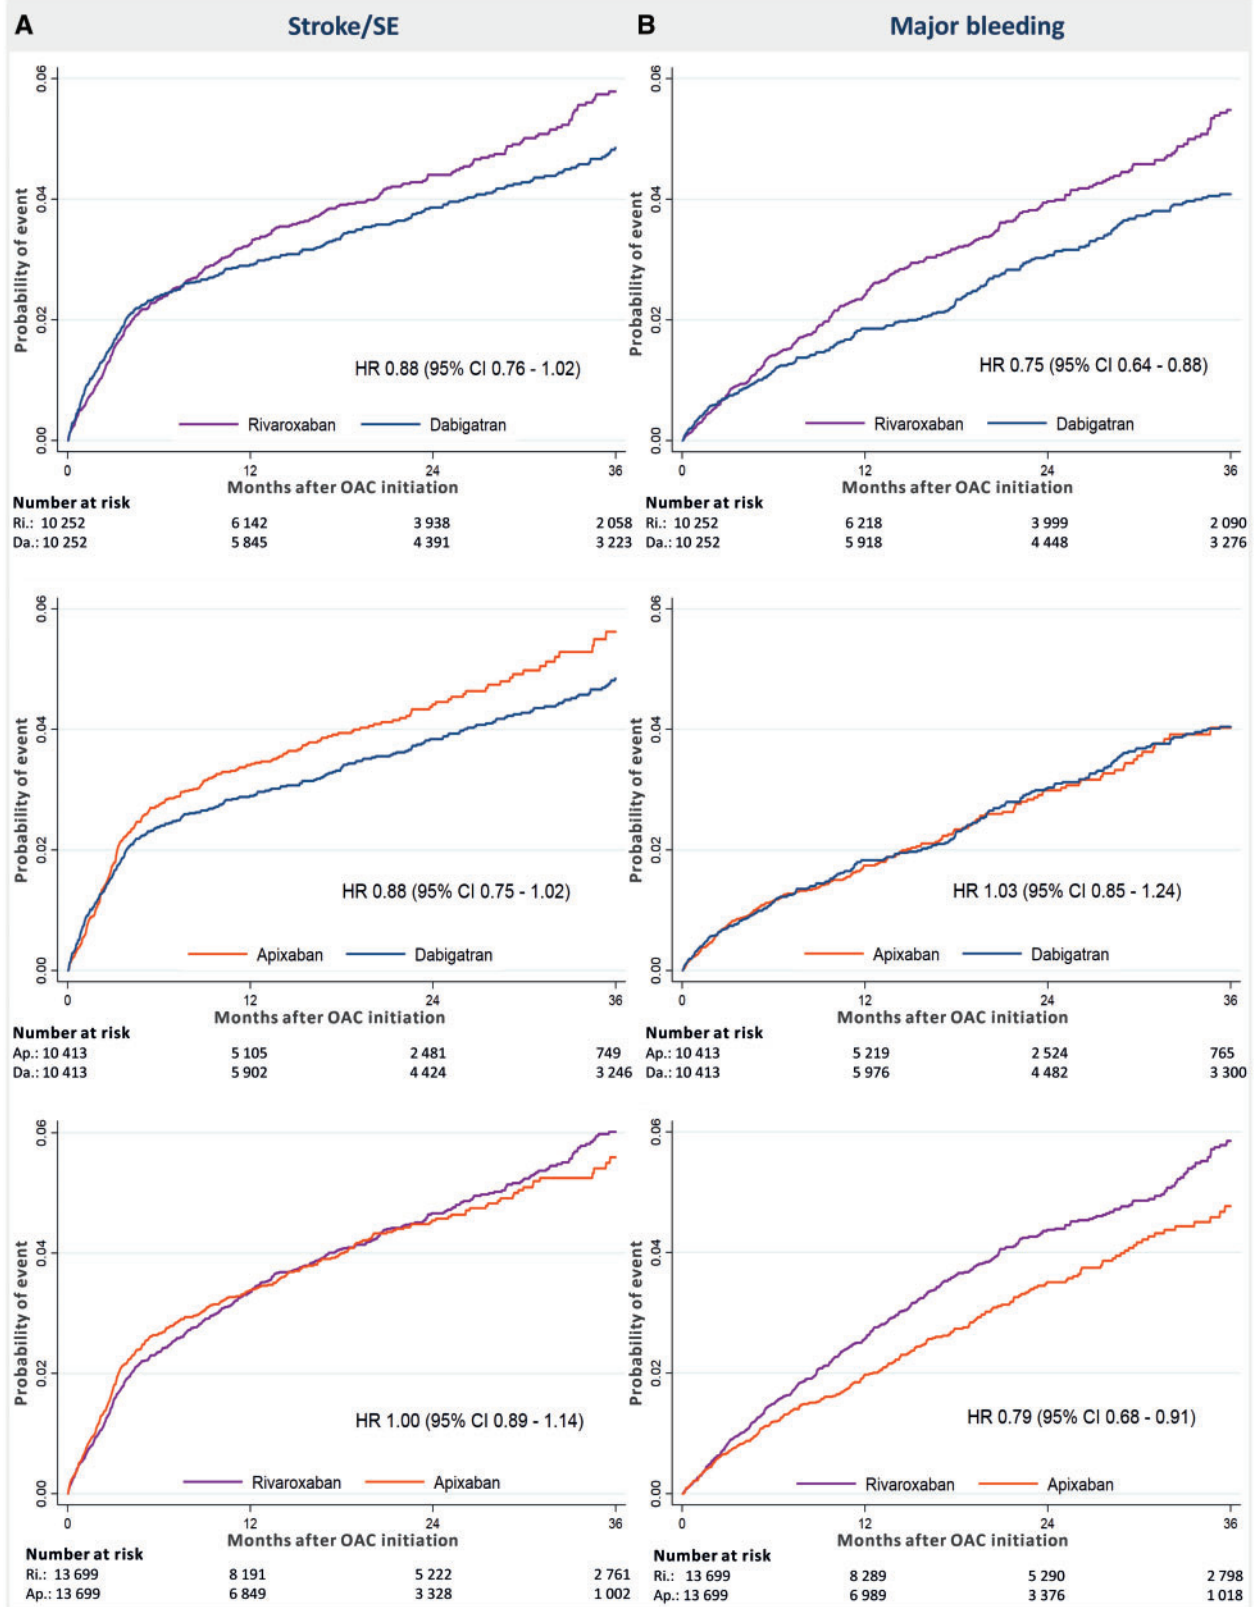 A Stroke/SE B Major bleeding
0.06
0.04
0.02
0.00
Probability of event
HR 0.88 (95% CI 0.76 - 1.02)
Rivaroxaban Dabigatran
0 12 24 36
Months after OAC initiation
Number at risk
Ri.: 10 252 6 142 3 938 2 058
Da.: 10 252 5 845 4 391 3 223
0.06
0.04
0.02
0.00
Probability of event
HR 0.75 (95% CI 0.64 - 0.88)
Rivaroxaban Dabigatran
0 12 24 36
Months after OAC initiation
Number at risk
Ri.: 10 252 6 218 3 999 2 090
Da.: 10 252 5 918 4 448 3 276
0.06
0.04
0.02
0.00
Probability of event
HR 0.88 (95% CI 0.75 - 1.02)
Apixaban Dabigatran
0 12 24 36
Months after OAC initiation
Number at risk
Ap.: 10 413 5 105 2 481 749
Da.: 10 413 5 902 4 424 3 246
0.06
0.04
0.02
0.00
Probability of event
HR 1.03 (95% CI 0.85 - 1.24)
Apixaban Dabigatran
0 12 24 36
Months after OAC initiation
Number at risk
Ap.: 10 413 5 219 2 524 765
Da.: 10 413 5 976 4 482 3 300
0.06
0.04
0.02
0.00
Probability of event
HR 1.00 (95% CI 0.89 - 1.14)
Rivaroxaban Apixaban
0 12 24 36
Months after OAC initiation
Number at risk
Ri.: 13 699 8 191 5 222 2 761
Ap.: 13 699 6 849 3 328 1 002
0.06
0.04
0.02
0.00
Probability of event
HR 0.79 (95% CI 0.68 - 0.91)
Rivaroxaban Apixaban
0 12 24 36
Months after OAC initiation
Number at risk
Ri.: 13 699 8 289 5 290 2 798
Ap.: 13 699 6 989 3 376 1 018